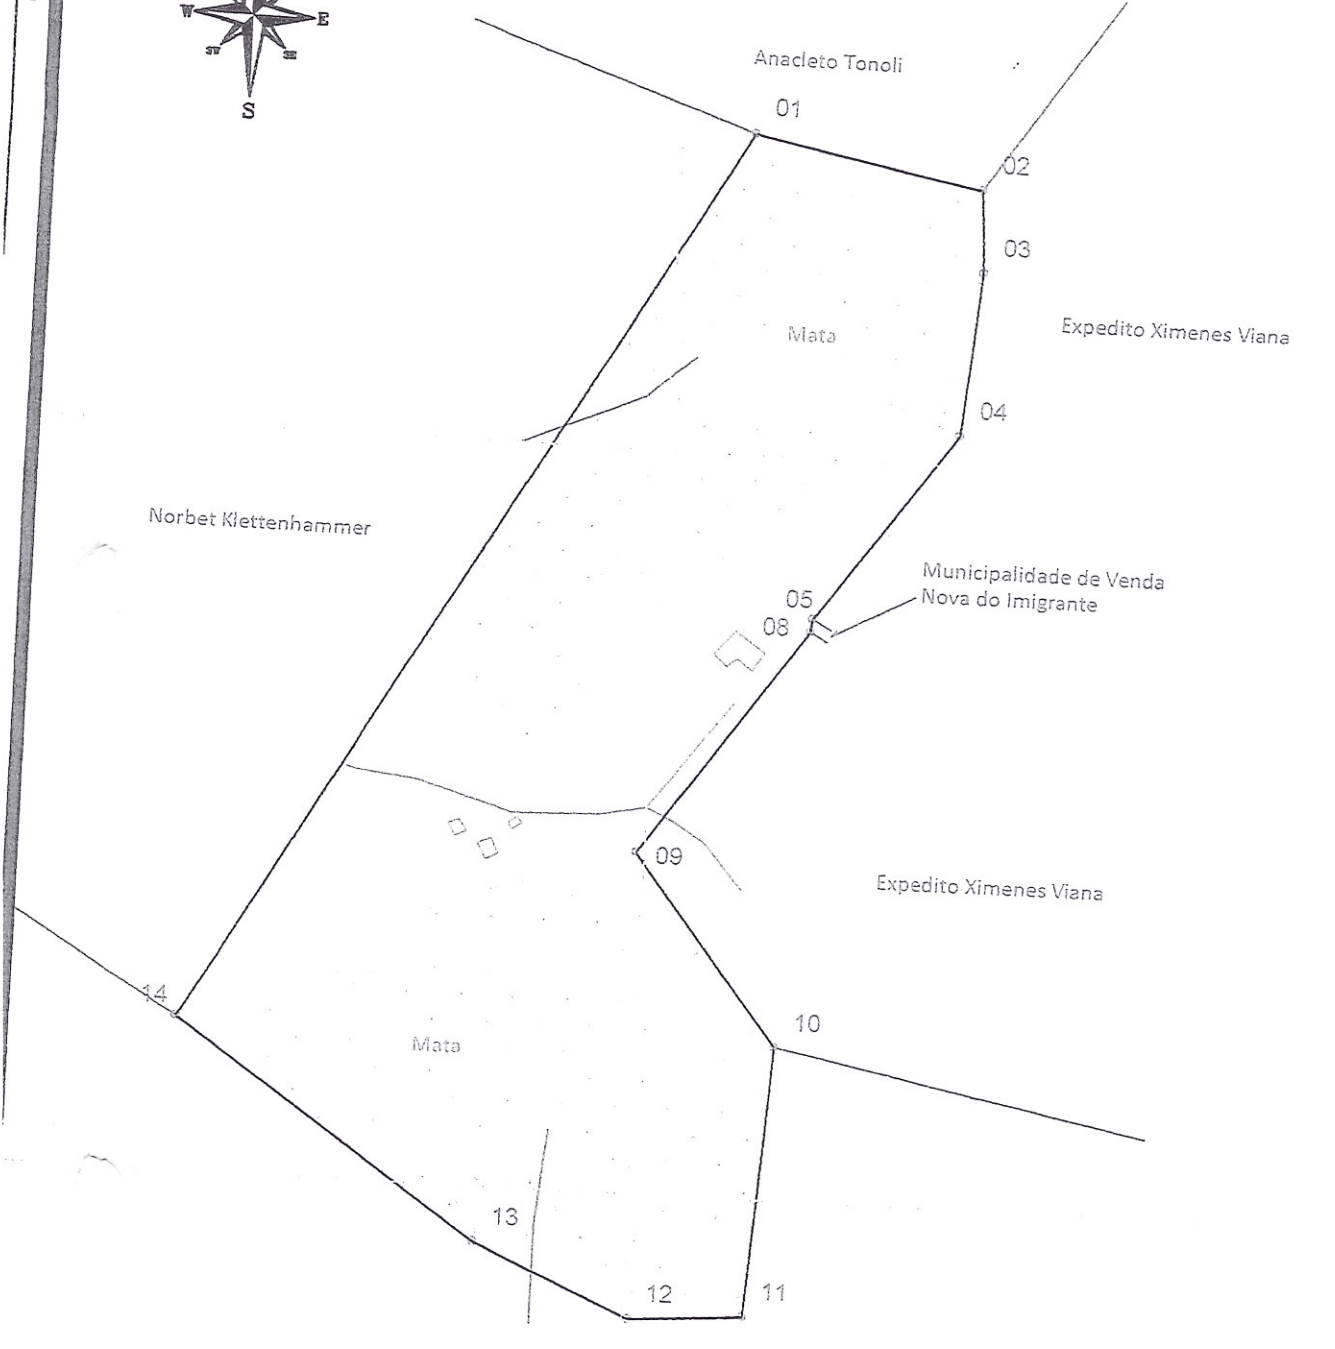 W
E
SW
SE
S
Anacleto Tonoli
01
02
03
Expedito Ximenes Viana
Mata
04
Norbet Klettenhammer
Municipalidade de Venda
Nova do Imigrante
05
08
09
Expedito Ximenes Viana
14
10
Mata
13
12
11